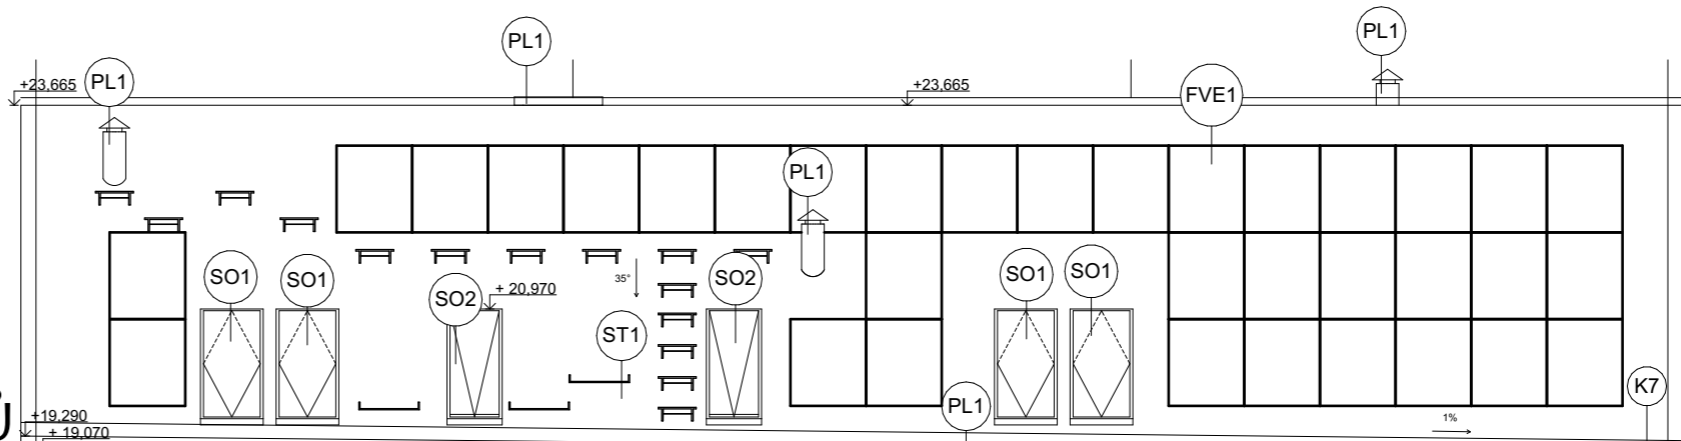 PL1
PL1
+23,665
PL1
+23,665
FVE1
PL1
PL1
SO1
SO1
35°
SO2
+ 20,970
SO2
SO1
SO1
ST1
K7
PL1
+19,290
1%
+ 19,070